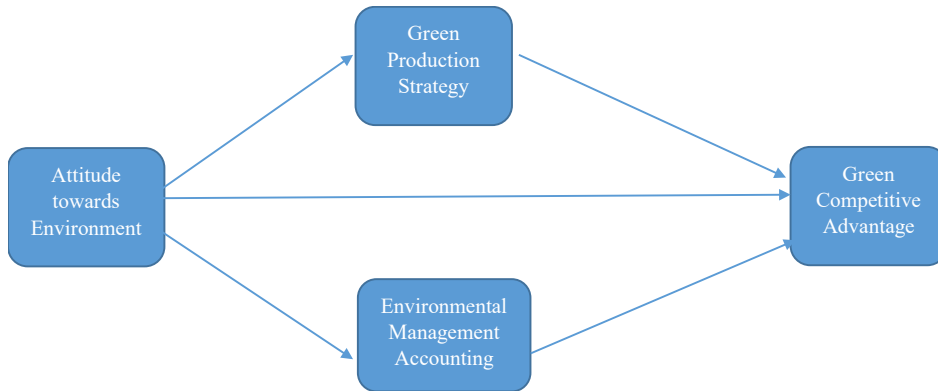 Green
Production
Strategy
Attitude
towards
Environment
Green
Competitive
Advantage
Environmental
Management
Accounting